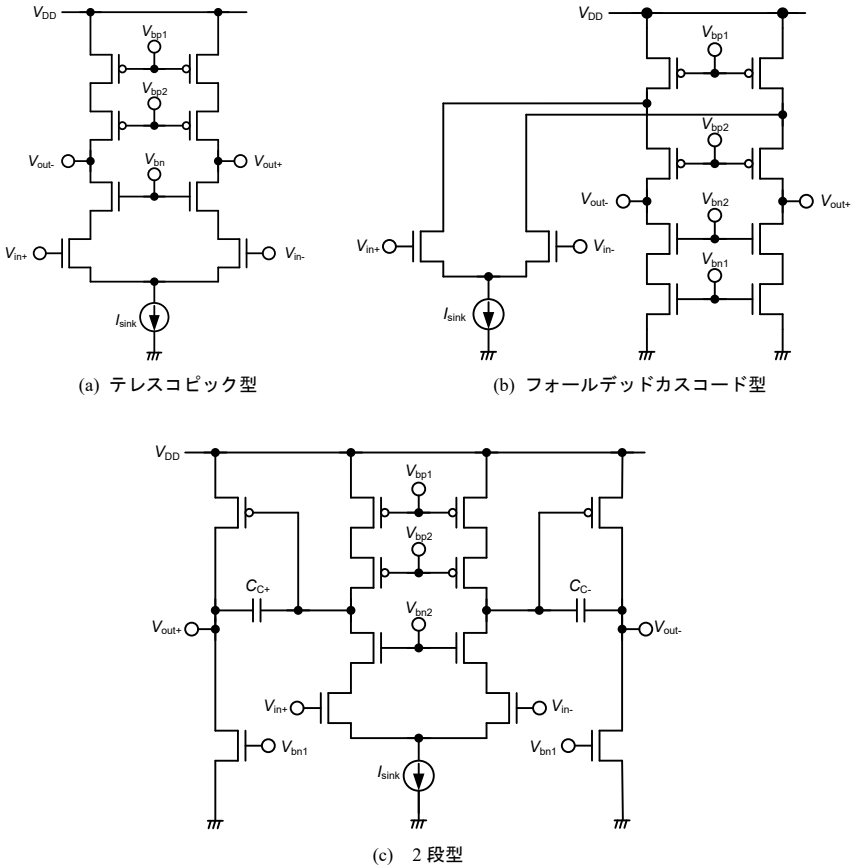 VDD
Vbp1
Vbp2
Vout-
Vbn
Vout+
Vin+
Vin-
Isink
(a) テレスコピック型
VDD
Vbp1
Vbp2
Vout-
Vbn2
Vout+
Vin+
Vin-
Vbn1
Isink
(b) フォールデッドカスコード型
VDD
Vbp1
Vbp2
CC+
CC-
Vbn2
Vout+
Vout-
Vin+
Vin-
Vbn1
Isink
Vbn1
(c) 2 段型